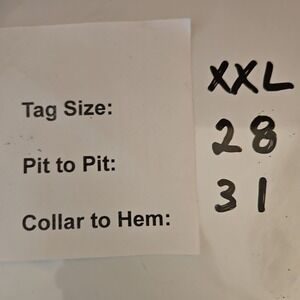 Tag Size: XXL
Pit to Pit: 28
Collar to Hem: 31